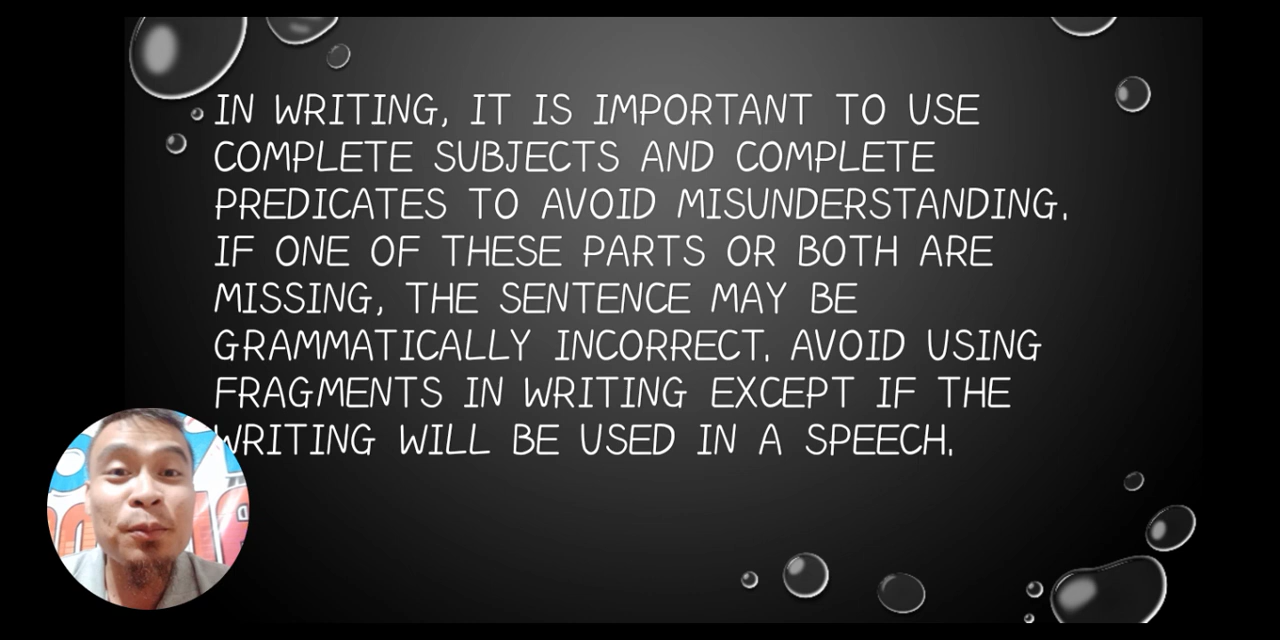 IN WRITING, IT IS IMPORTANT TO USE
COMPLETE SUBJECTS AND COMPLETE
PREDICATES TO AVOID MISUNDERSTANDING.
IF ONE OF THESE PARTS OR BOTH ARE
MISSING, THE SENTENCE MAY BE
GRAMMATICALLY INCORRECT. AVOID USING
FRAGMENTS IN WRITING EXCEPT IF THE
WRITING WILL BE USED IN A SPEECH.